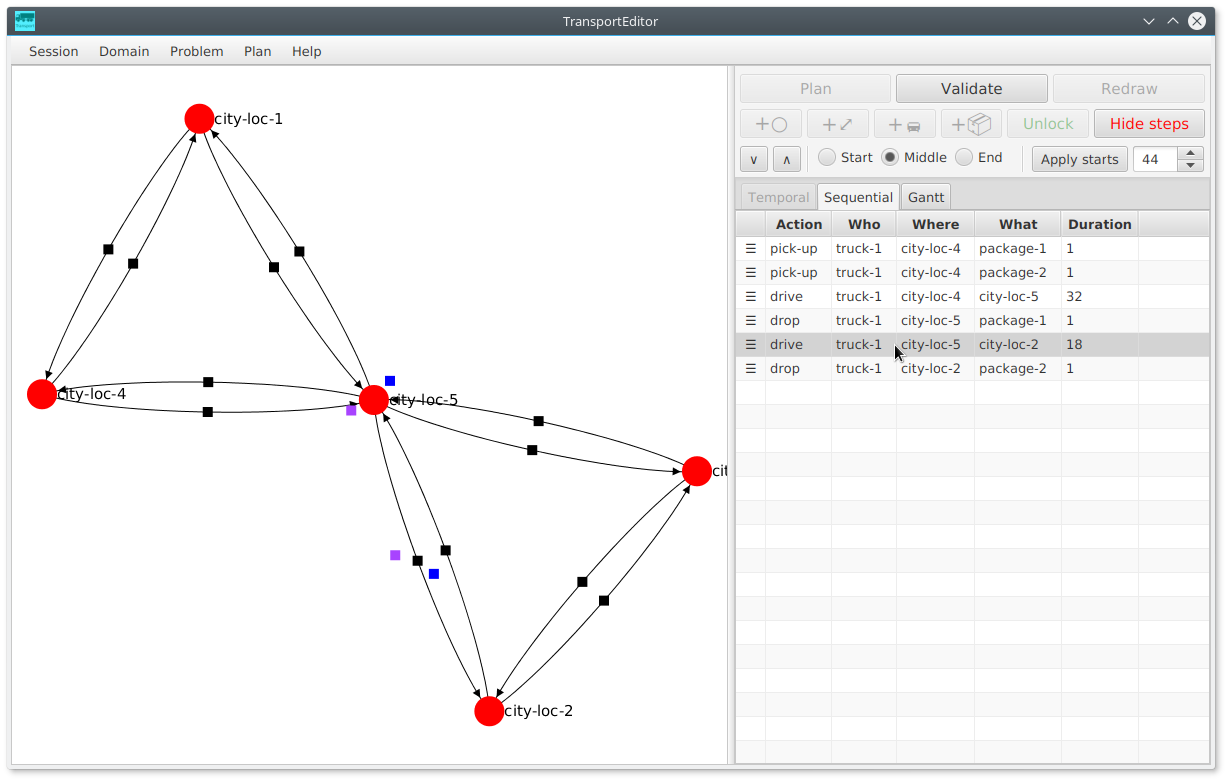 TransportEditor
Session Domain Problem Plan Help
Plan Validate Redraw
+ + + + Unlock Hide steps
∨ ∧ Start Middle End Apply starts 44
Temporal Sequential Gantt
Action Who Where What Duration
☰ pick-up truck-1 city-loc-4 package-1 1
☰ pick-up truck-1 city-loc-4 package-2 1
☰ drive truck-1 city-loc-4 city-loc-5 32
☰ drop truck-1 city-loc-5 package-1 1
☰ drive truck-1 city-loc-5 city-loc-2 18
☰ drop truck-1 city-loc-2 package-2 1
city-loc-1
city-loc-4
city-loc-5
cit
city-loc-2